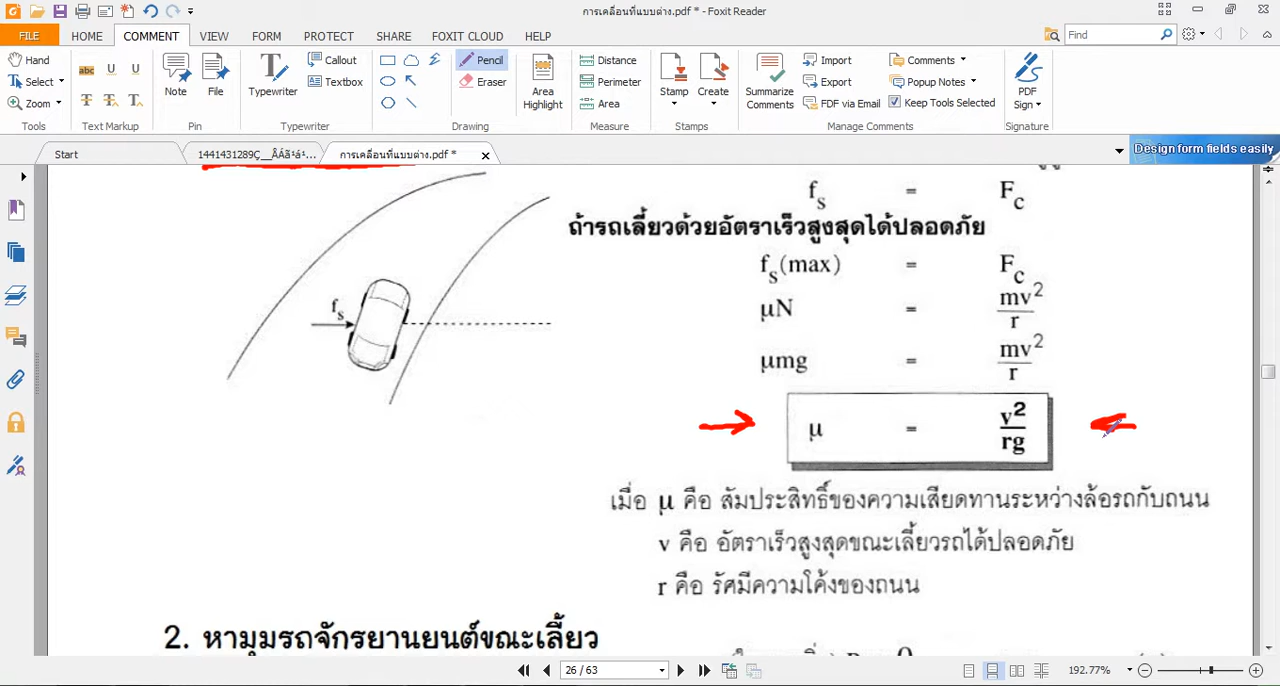 การเคลื่อนที่แบบต่าง.pdf * - Foxit Reader
FILE HOME COMMENT VIEW FORM PROTECT SHARE FOXIT CLOUD HELP
Find
Hand
Select
Zoom
Tools
abc U U
T T T
Text Markup
Note File
Pin
Typewriter
Callout
Textbox
Typewriter
Pencil
Eraser
Area Highlight
Drawing
Distance
Perimeter
Area
Measure
Stamp Create
Stamps
Summarize Comments
Import
Export
FDF via Email
Comments
Popup Notes
Keep Tools Selected
Manage Comments
PDF Sign
Signature
Start
1441431289Ç__ÂÁã¹á¹...
การเคลื่อนที่แบบต่าง.pdf *
Design form fields easily
fs = Fc
ถ้ารถเลี้ยวด้วยอัตราเร็วสูงสุดได้ปลอดภัย
fs(max) = Fc
μN = mv²/r
μmg = mv²/r
μ = v²/rg
fs
เมื่อ μ คือ สัมประสิทธิ์ของความเสียดทานระหว่างล้อรถกับถนน
v คือ อัตราเร็วสูงสุดขณะเลี้ยวรถได้ปลอดภัย
r คือ รัศมีความโค้งของถนน
2. หามุมรถจักรยานยนต์ขณะเลี้ยว
26 / 63
192.77%